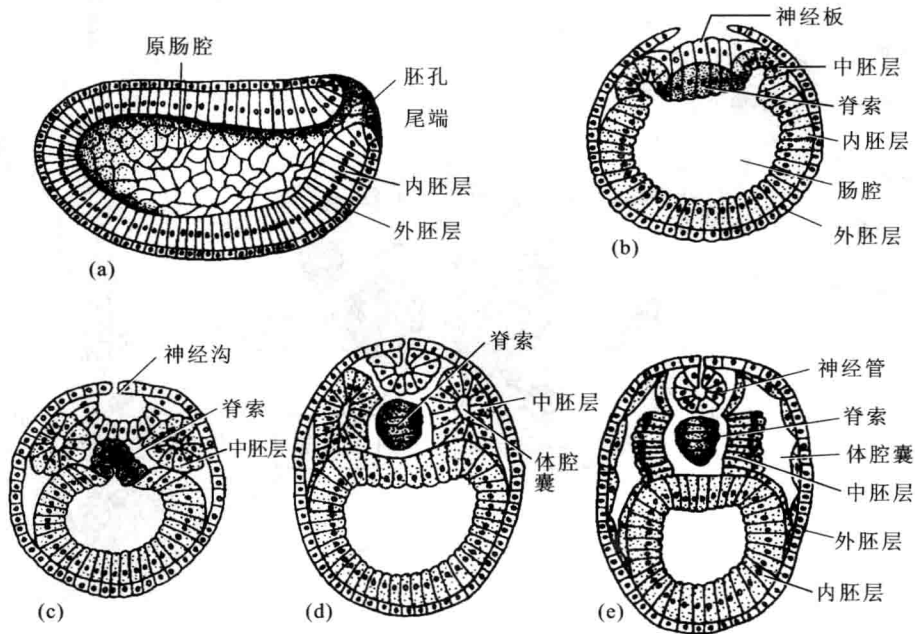 原肠腔
胚孔
尾端
内胚层
外胚层
(a)
神经板
中胚层
脊索
内胚层
肠腔
外胚层
(b)
神经沟
脊索
中胚层
(c)
脊索
中胚层
体腔
囊
(d)
神经管
脊索
体腔囊
中胚层
外胚层
内胚层
(e)